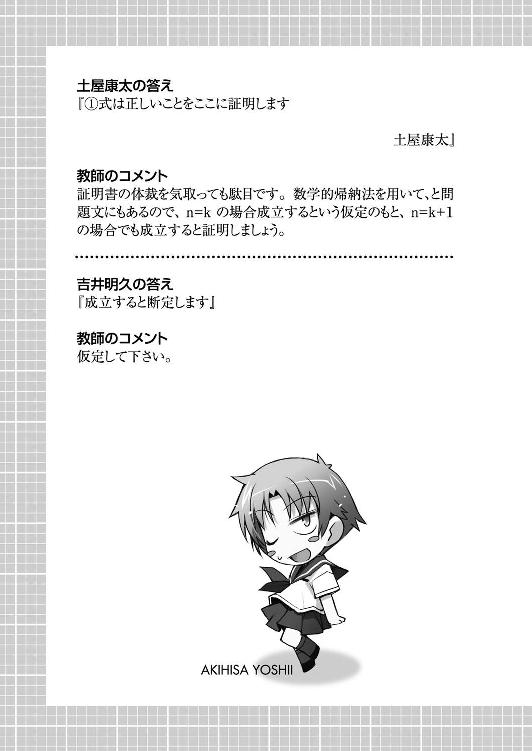 土屋康太の答え
『①式は正しいことをここに証明します
土屋康太』
教師のコメント
証明書の体裁を気取っても駄目です。数学的帰納法を用いて、と問
題文にもあるので、n=k の場合成立するという仮定のもと、n=k+1
の場合でも成立すると証明しましょう。
吉井明久の答え
『成立すると断定します』
教師のコメント
仮定して下さい。
AKIHISA YOSHII